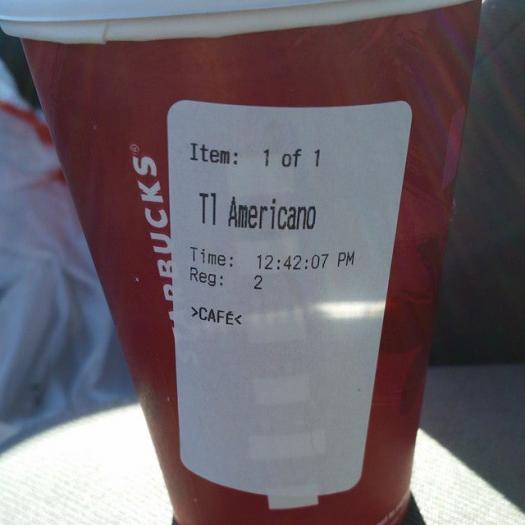 STARBUCKS®
Item: 1 of 1
Tl Americano
Time: 12:42:07 PM
Reg: 2
>CAFÉ<